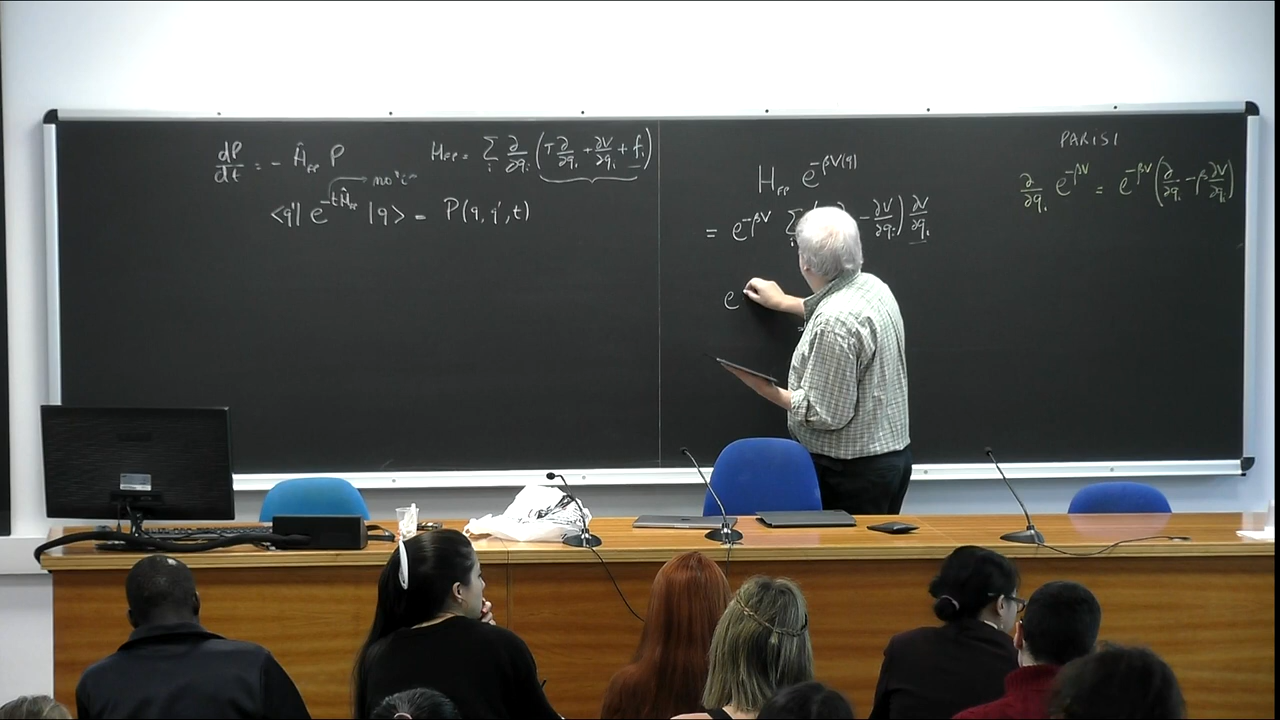 dP/dt = - Ĥ_FP P
H_FP = Σ_i ∂/∂q_i (T ∂/∂q_i + ∂V/∂q_i + f_i)
→ no "i"
<q'| e^{-tĤ_FP} |q> = P(q, q', t)
H_FP e^{-βV(q)}
= e^{-βV} Σ_i - ∂V/∂q_i) ∂V/∂q_i
e
PARISI
∂/∂q_i e^{-βV} = e^{-βV} (∂/∂q_i - β ∂V/∂q_i)